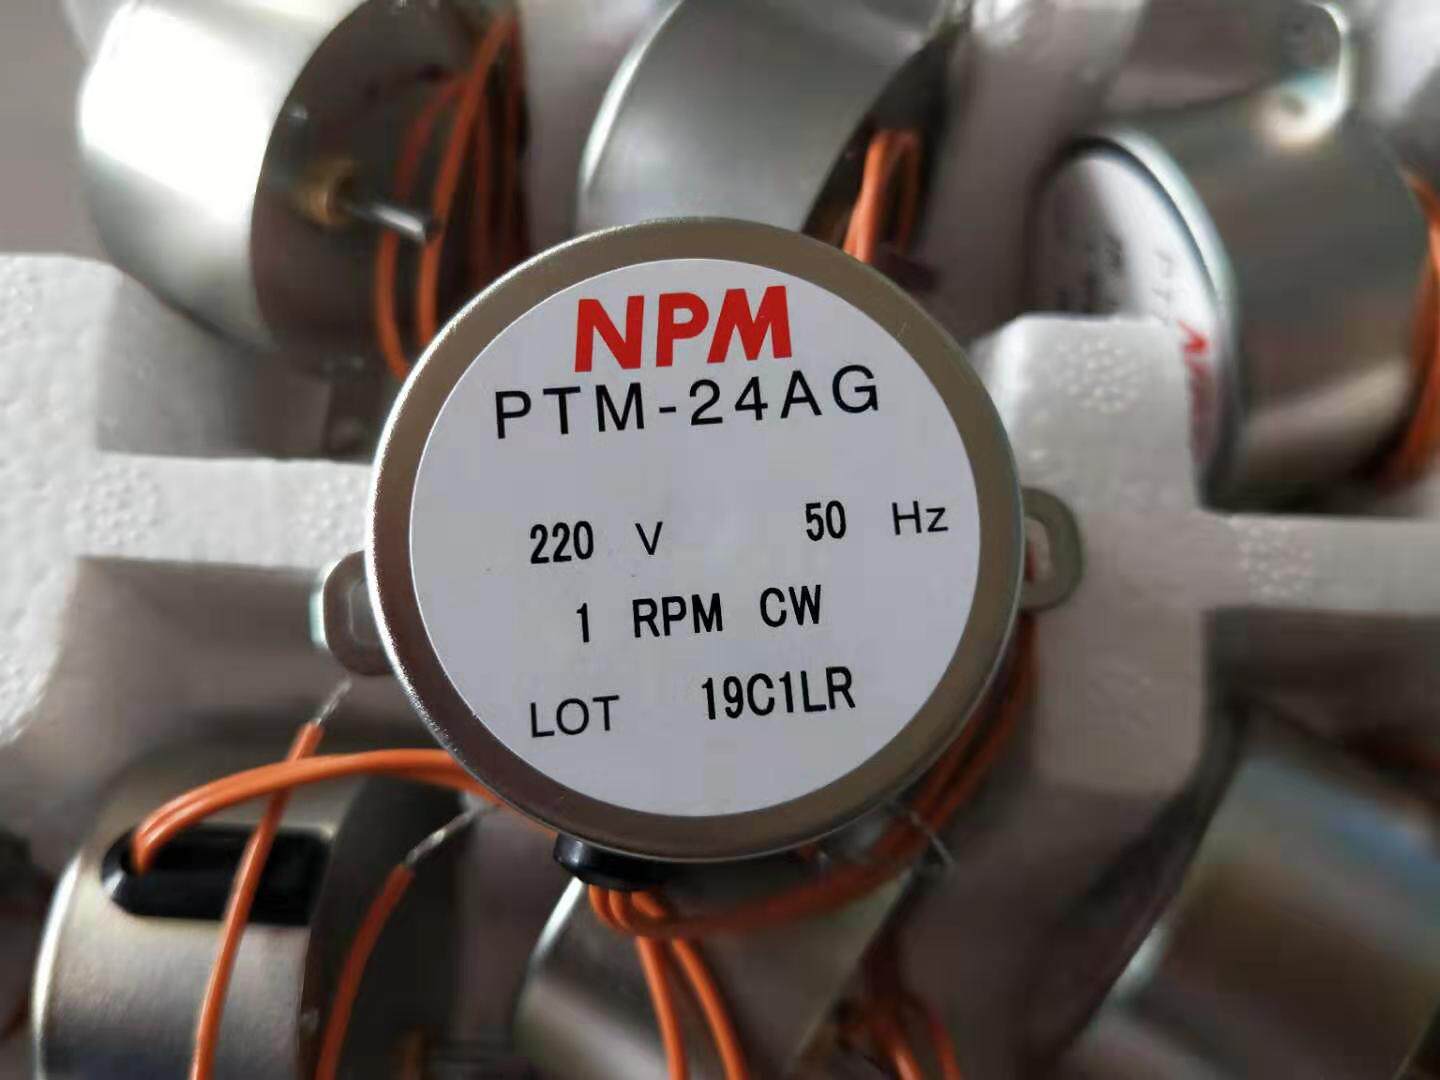 NPM
PTM-24AG
220 V 50 Hz
1 RPM CW
LOT 19C1LR